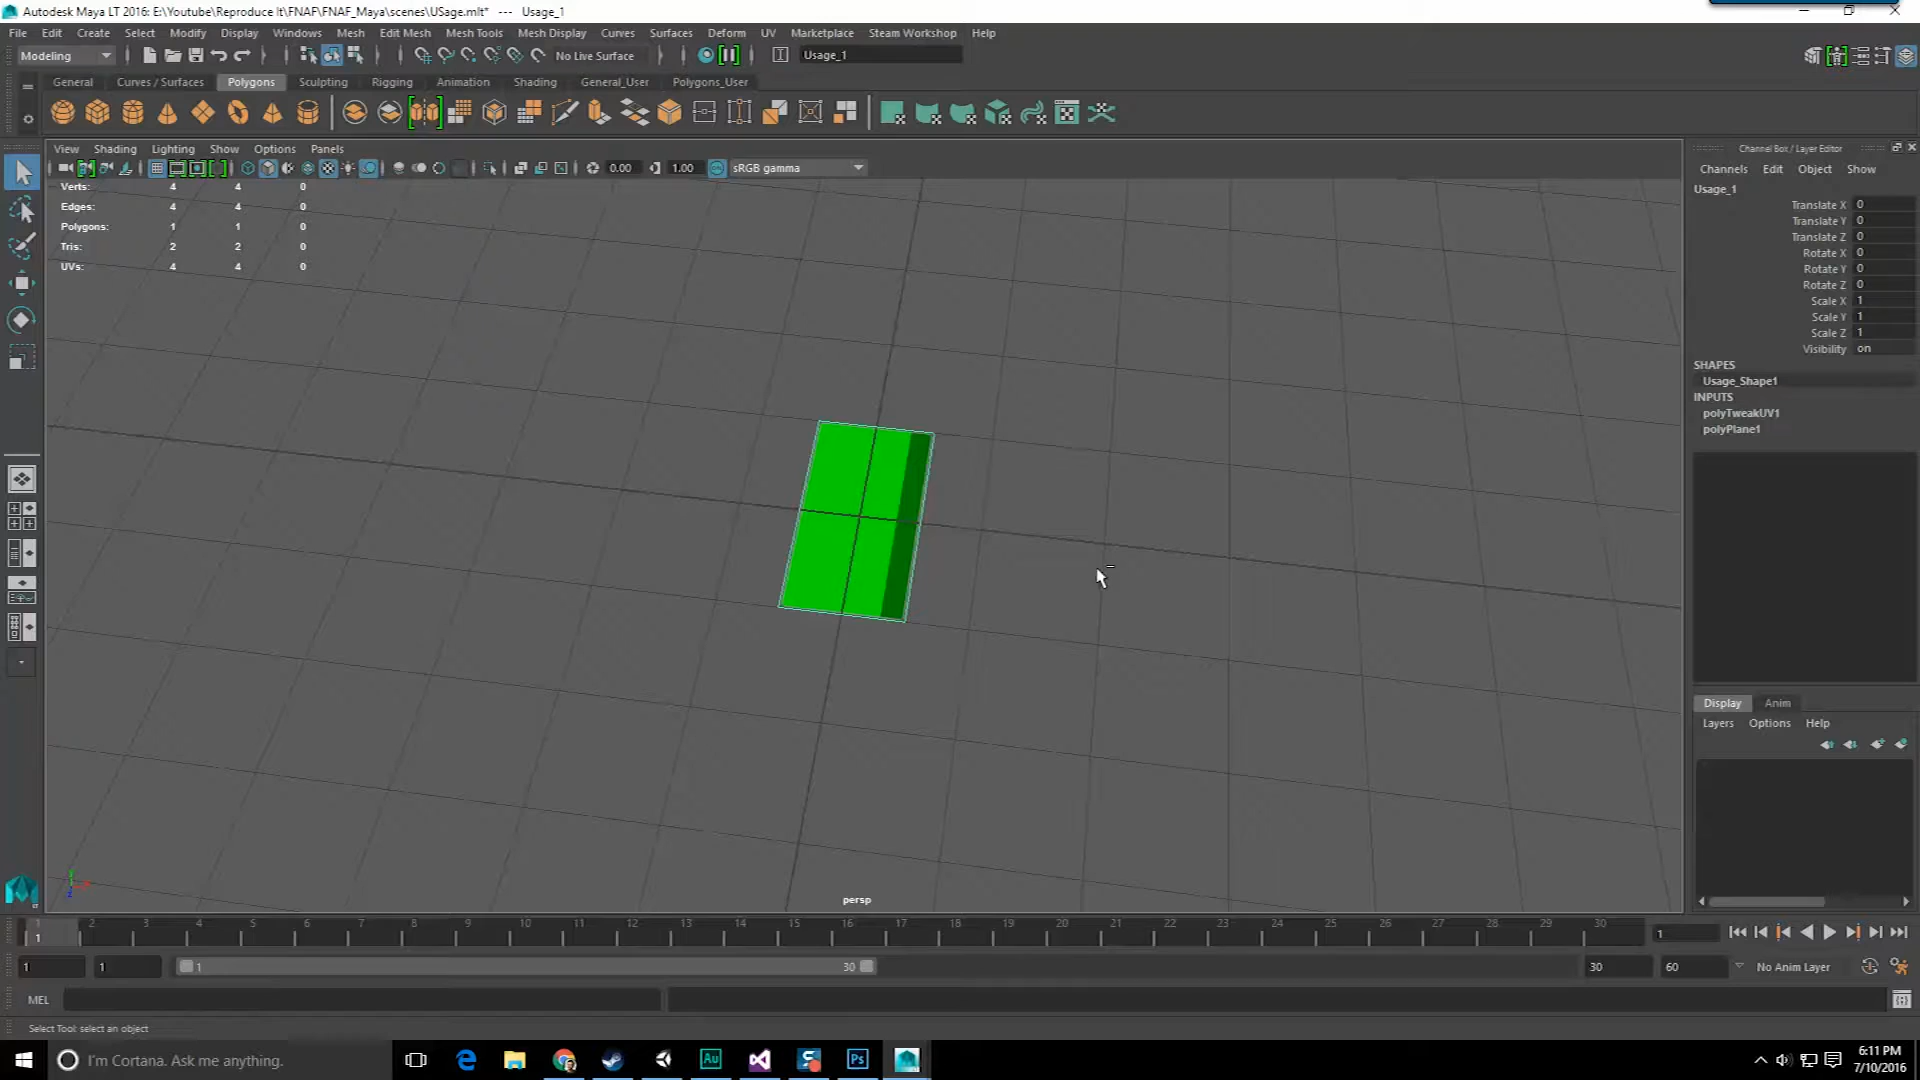 Autodesk Maya LT 2016: E:\Youtube\Reproduce It\FNAF\FNAF_Maya\scenes\USage.mlt*   ---   Usage_1
File Edit Create Select Modify Display Windows Mesh Edit Mesh Mesh Tools Mesh Display Curves Surfaces Deform UV Marketplace Steam Workshop Help
Modeling No Live Surface Usage_1
General Curves / Surfaces Polygons Sculpting Rigging Animation Shading General_User Polygons_User
View Shading Lighting Show Options Panels
0.00 1.00 sRGB gamma
Verts: 4 4 0
Edges: 4 4 0
Polygons: 1 1 0
Tris: 2 2 0
UVs: 4 4 0
persp
Channel Box / Layer Editor
Channels Edit Object Show
Usage_1
Translate X 0
Translate Y 0
Translate Z 0
Rotate X 0
Rotate Y 0
Rotate Z 0
Scale X 1
Scale Y 1
Scale Z 1
Visibility on
SHAPES
Usage_Shape1
INPUTS
polyTweakUV1
polyPlane1
Display Anim
Layers Options Help
1 2 3 4 5 6 7 8 9 10 11 12 13 14 15 16 17 18 19 20 21 22 23 24 25 26 27 28 29 30
1 1
1 1 1 30 30 60 No Anim Layer
MEL
Select Tool: select an object
I'm Cortana. Ask me anything.
Au Ps
6:11 PM
7/10/2016